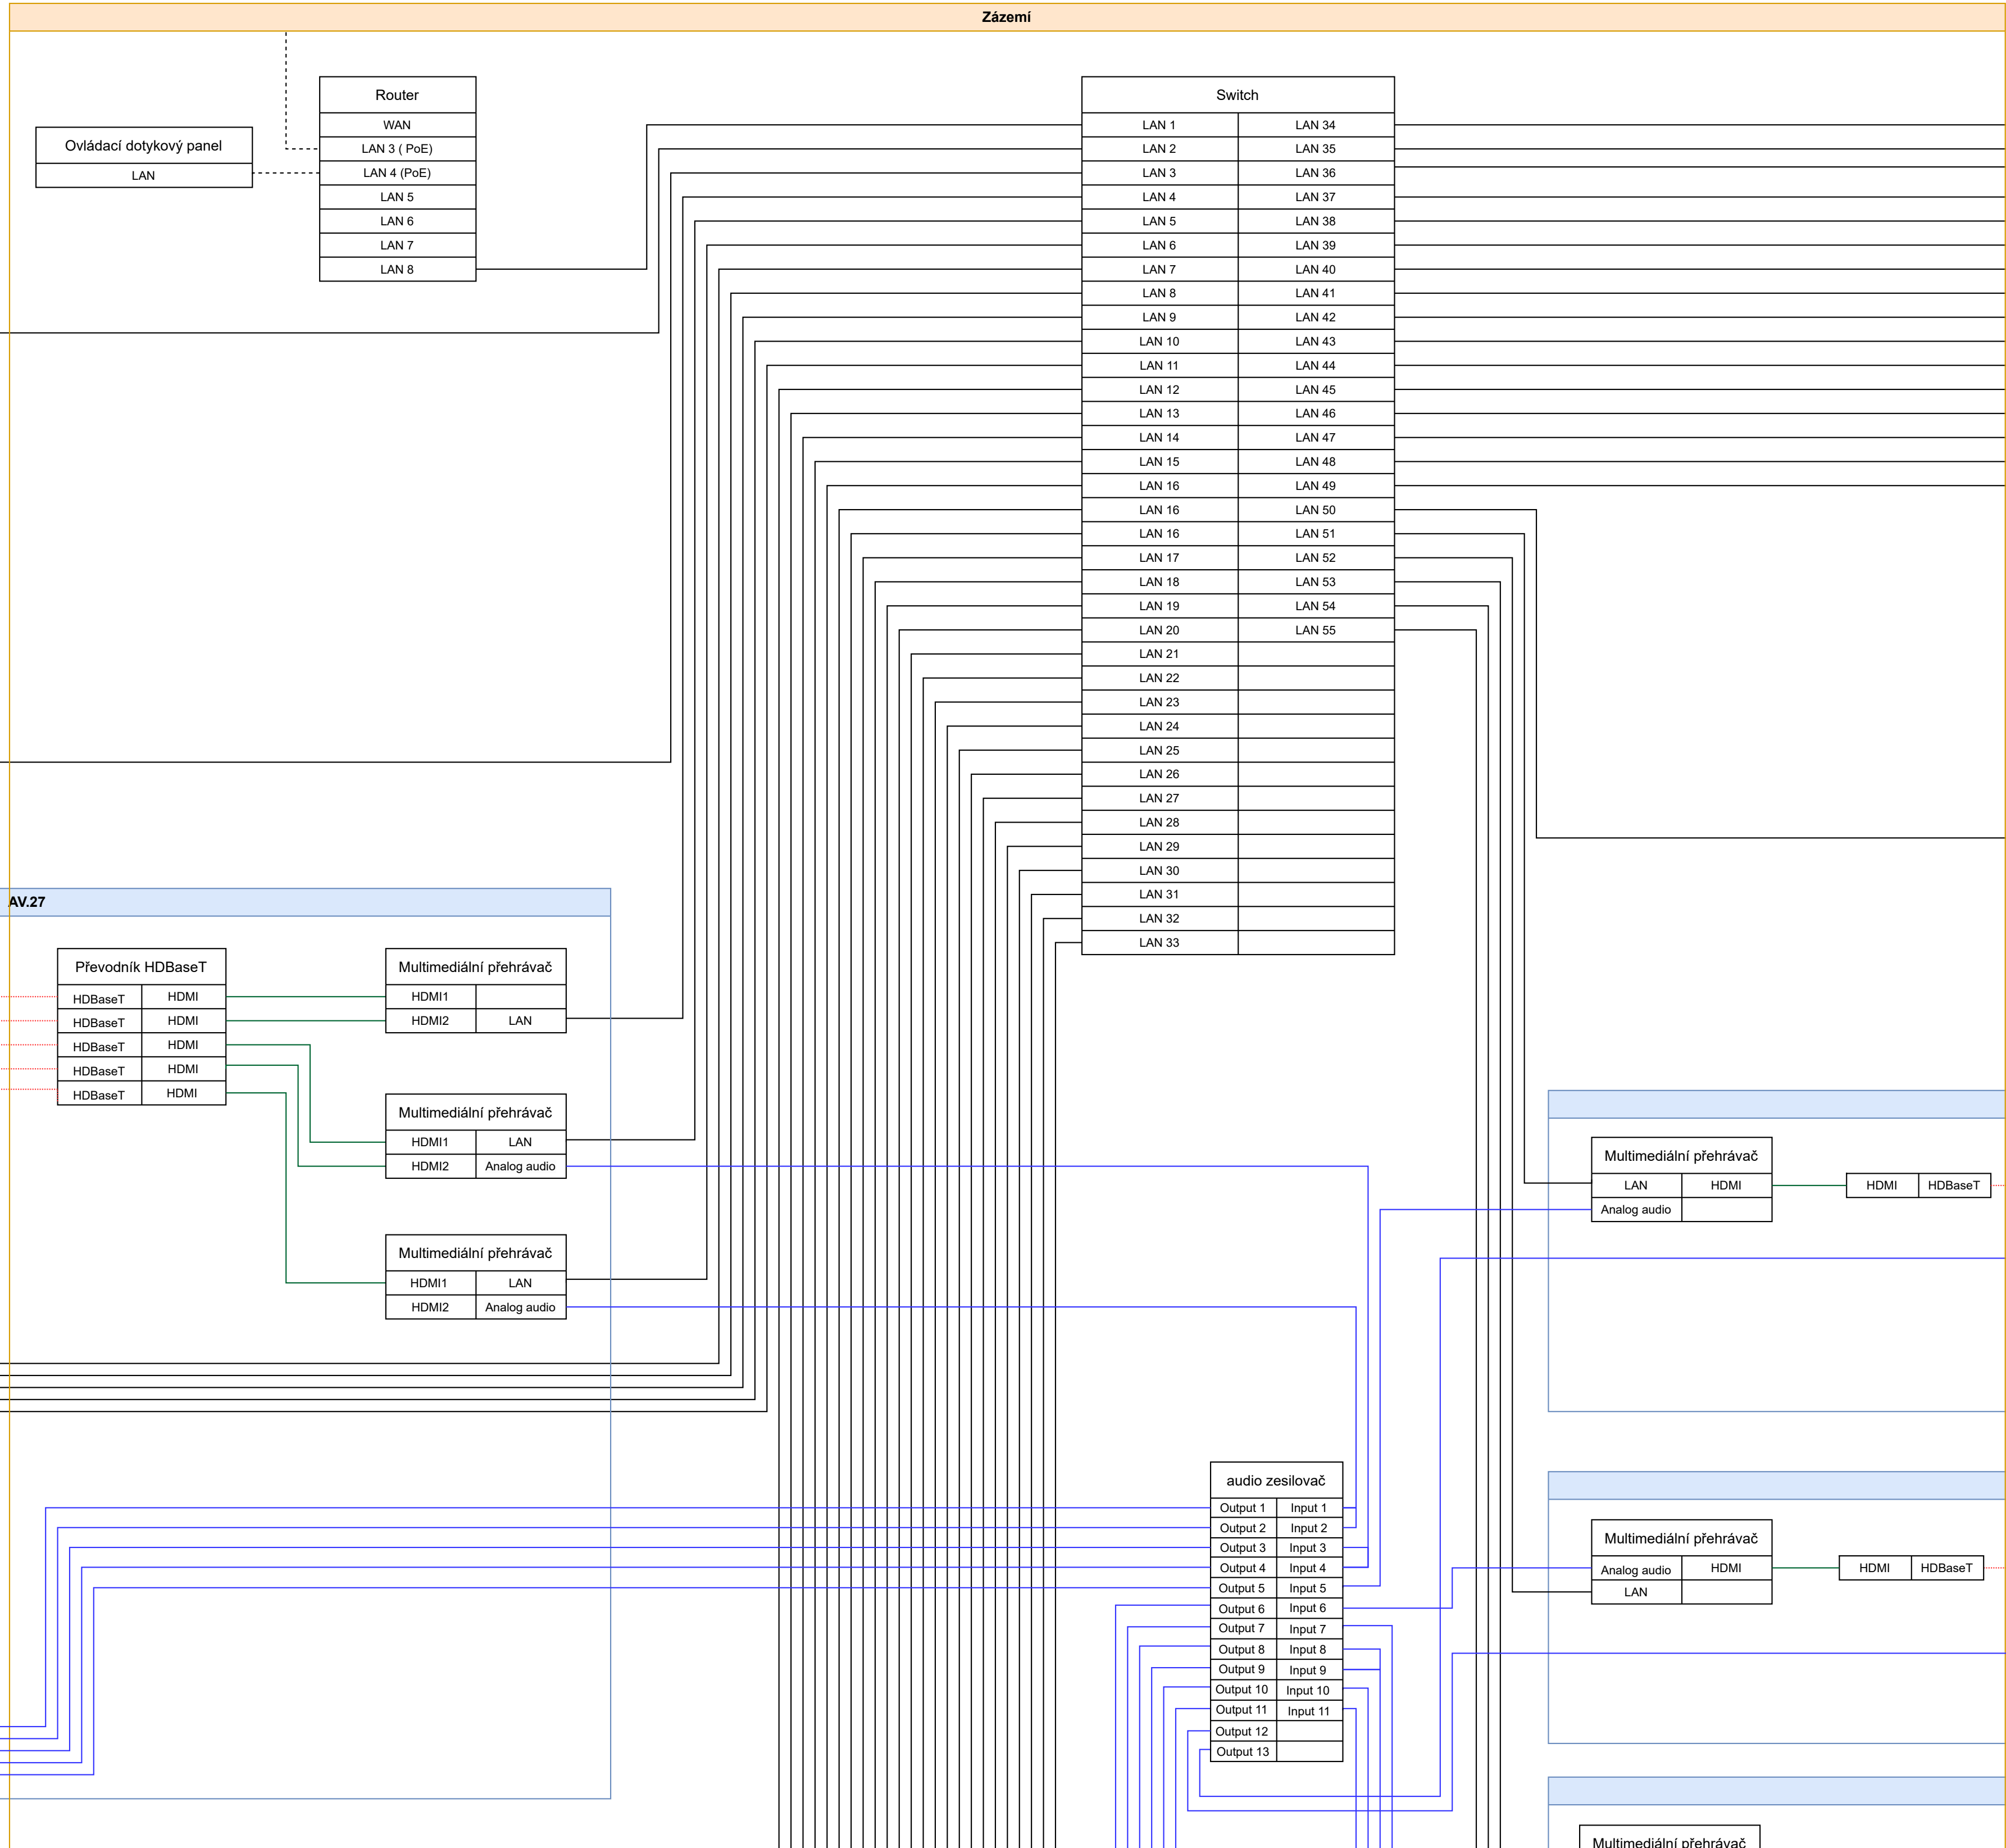 Zázemí
Router
WAN
LAN 3 ( PoE)
LAN 4 (PoE)
LAN 5
LAN 6
LAN 7
LAN 8
Ovládací dotykový panel
LAN
Switch
LAN 1 LAN 34
LAN 2 LAN 35
LAN 3 LAN 36
LAN 4 LAN 37
LAN 5 LAN 38
LAN 6 LAN 39
LAN 7 LAN 40
LAN 8 LAN 41
LAN 9 LAN 42
LAN 10 LAN 43
LAN 11 LAN 44
LAN 12 LAN 45
LAN 13 LAN 46
LAN 14 LAN 47
LAN 15 LAN 48
LAN 16 LAN 49
LAN 16 LAN 50
LAN 16 LAN 51
LAN 17 LAN 52
LAN 18 LAN 53
LAN 19 LAN 54
LAN 20 LAN 55
LAN 21
LAN 22
LAN 23
LAN 24
LAN 25
LAN 26
LAN 27
LAN 28
LAN 29
LAN 30
LAN 31
LAN 32
LAN 33
AV.27
Převodník HDBaseT
HDBaseT HDMI
HDBaseT HDMI
HDBaseT HDMI
HDBaseT HDMI
HDBaseT HDMI
Multimediální přehrávač
HDMI1
HDMI2 LAN
Multimediální přehrávač
HDMI1 LAN
HDMI2 Analog audio
Multimediální přehrávač
HDMI1 LAN
HDMI2 Analog audio
Multimediální přehrávač
LAN HDMI
Analog audio
HDMI HDBaseT
audio zesilovač
Output 1 Input 1
Output 2 Input 2
Output 3 Input 3
Output 4 Input 4
Output 5 Input 5
Output 6 Input 6
Output 7 Input 7
Output 8 Input 8
Output 9 Input 9
Output 10 Input 10
Output 11 Input 11
Output 12
Output 13
Multimediální přehrávač
Analog audio HDMI
LAN
HDMI HDBaseT
Multimediální přehrávač